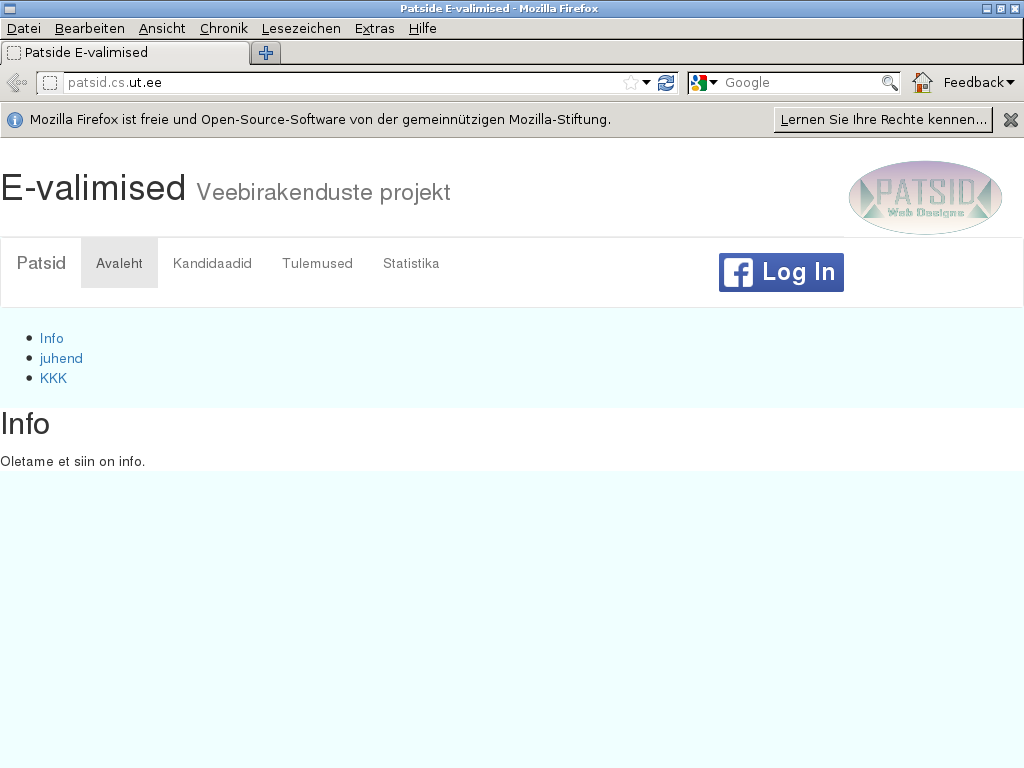 Patside E-valimised - Mozilla Firefox
Datei Bearbeiten Ansicht Chronik Lesezeichen Extras Hilfe
Patside E-valimised
patsid.cs.ut.ee Google Feedback
Mozilla Firefox ist freie und Open-Source-Software von der gemeinnützigen Mozilla-Stiftung. Lernen Sie Ihre Rechte kennen...
E-valimised Veebirakenduste projekt
PATSID
Web Designs
Patsid Avaleht Kandidaadid Tulemused Statistika Log In
Info
juhend
KKK
Info
Oletame et siin on info.